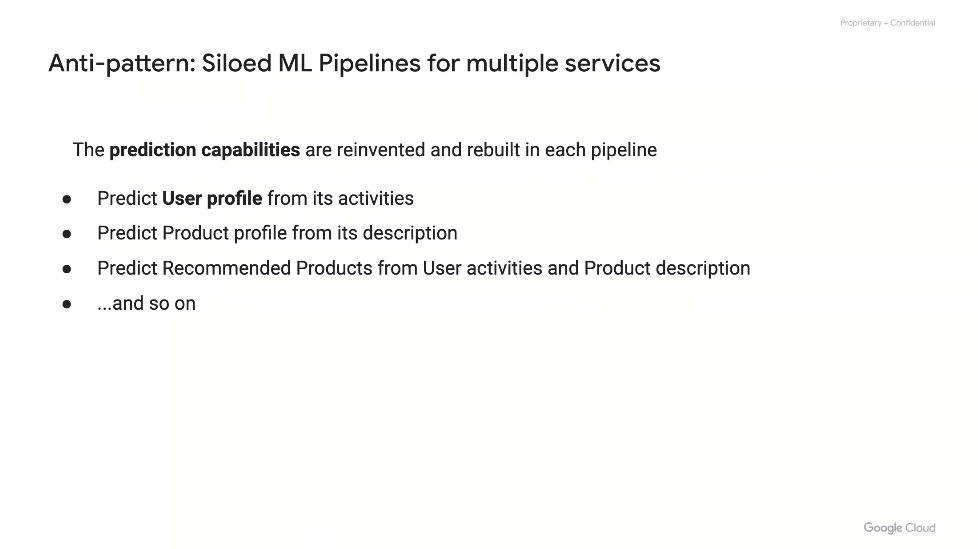 Proprietary + Confidential
Anti-pattern: Siloed ML Pipelines for multiple services
The prediction capabilities are reinvented and rebuilt in each pipeline
● Predict User profile from its activities
● Predict Product profile from its description
● Predict Recommended Products from User activities and Product description
● ...and so on
Google Cloud